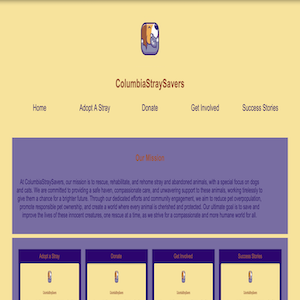 ColumbiaStraySavers
Home
Adopt A Stray
Donate
Get Involved
Success Stories
Our Mission
At ColumbiaStraySavers, our mission is to rescue, rehabilitate, and rehome stray and abandoned animals, with a special focus on dogs
and cats. We are committed to providing a safe haven, compassionate care, and unwavering support to these animals, working tirelessly to
give them a chance for a brighter future. Through our dedicated efforts and community engagement, we aim to reduce pet overpopulation,
promote responsible pet ownership, and create a world where every animal is cherished and protected. Our ultimate goal is to save and
improve the lives of these innocent creatures, one rescue at a time, as we strive for a compassionate and more humane world for all
Adopt a Stray
Donate
Get Involved
Success Stories
ColumbiaStraySavers
ColumbiaStraySavers
ColumbiaStraySavers
ColumbiaStraySavers